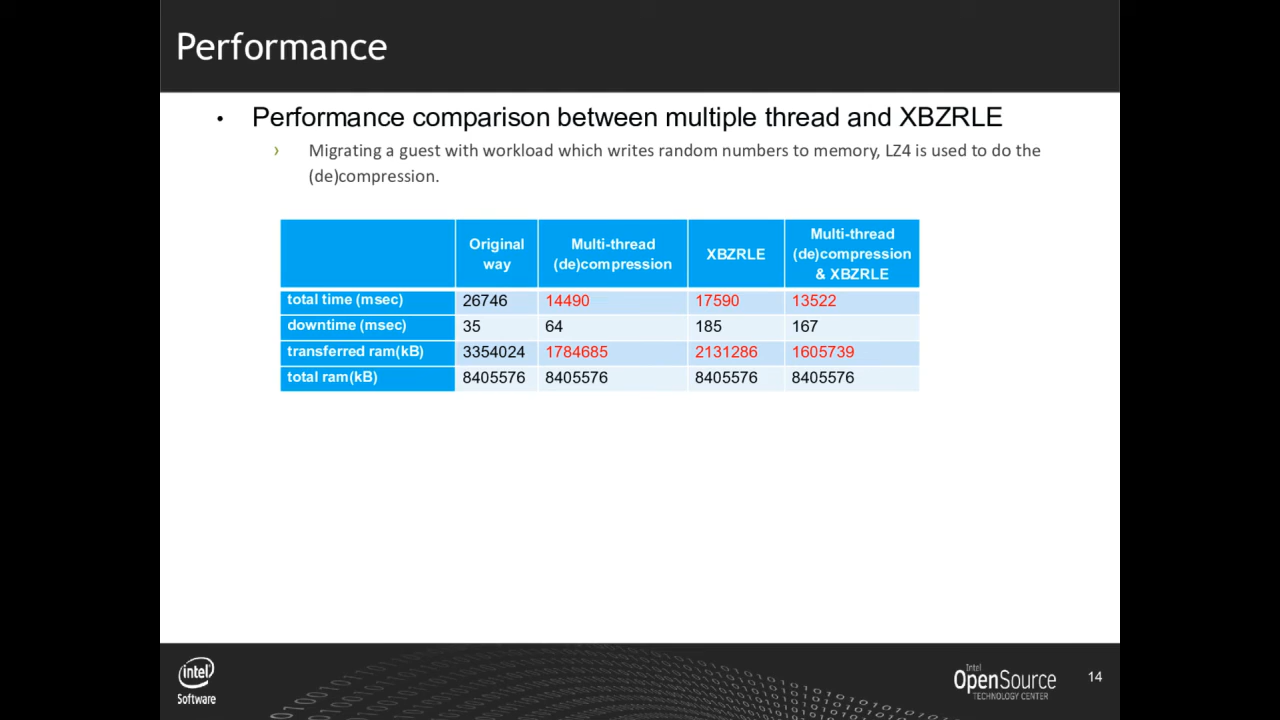 Performance
• Performance comparison between multiple thread and XBZRLE
› Migrating a guest with workload which writes random numbers to memory, LZ4 is used to do the
(de)compression.
Original way | Multi-thread (de)compression | XBZRLE | Multi-thread (de)compression & XBZRLE
total time (msec) 26746 14490 17590 13522
downtime (msec) 35 64 185 167
transferred ram(kB) 3354024 1784685 2131286 1605739
total ram(kB) 8405576 8405576 8405576 8405576
intel
Software
Intel
OpenSource
TECHNOLOGY CENTER
14